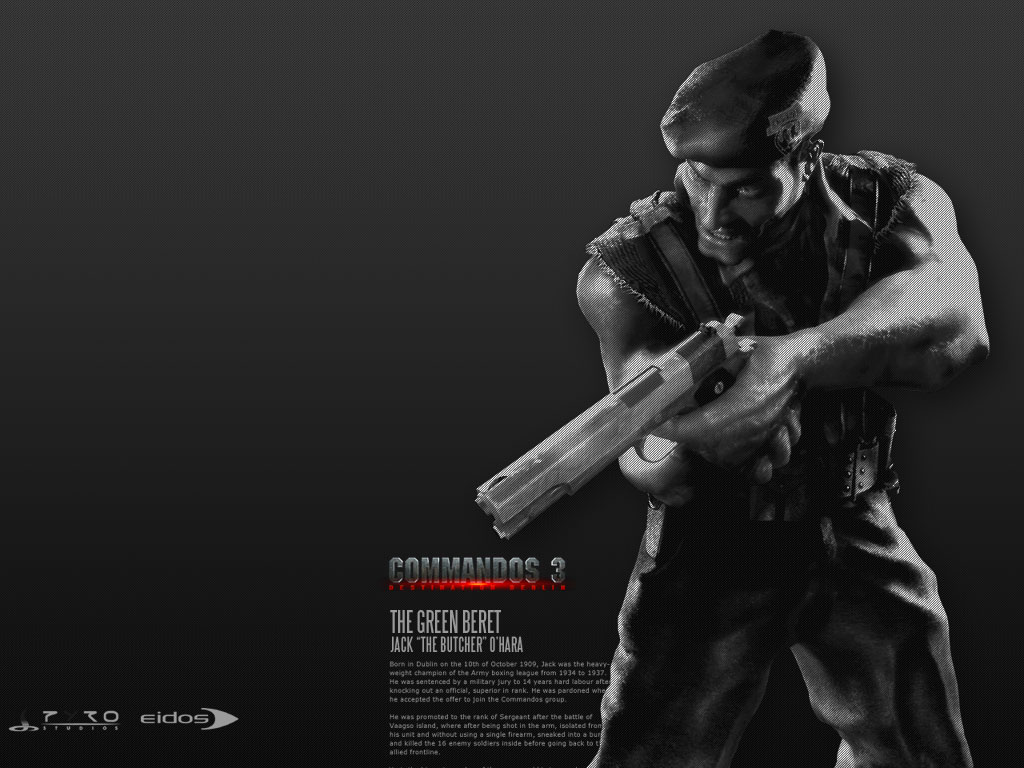 COMMANDOS 3
DESTINATION BERLIN
THE GREEN BERET
JACK "THE BUTCHER" O'HARA
Born in Dublin on the 10th of October 1909, Jack was the heavy-
weight champion of the Army boxing league from 1934 to 1937.
He was sentenced by a military jury to 14 years hard labour after
knocking out an official, superior in rank. He was pardoned when
he accepted the offer to join the Commandos group.
He was promoted to the rank of Sergeant after the battle of
Vaagso island, where after being shot in the arm, isolated from
his unit and without using a single firearm, sneaked into a
and killed the 16 enemy soldiers inside before going back to
allied frontline.
PYRO
STUDIOS
eidos